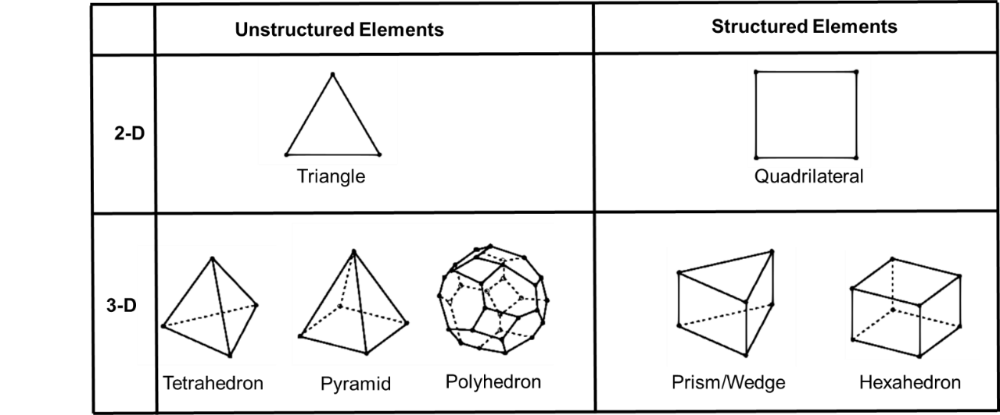 Unstructured Elements
Structured Elements
2-D
Triangle
Quadrilateral
3-D
Tetrahedron
Pyramid
Polyhedron
Prism/Wedge
Hexahedron